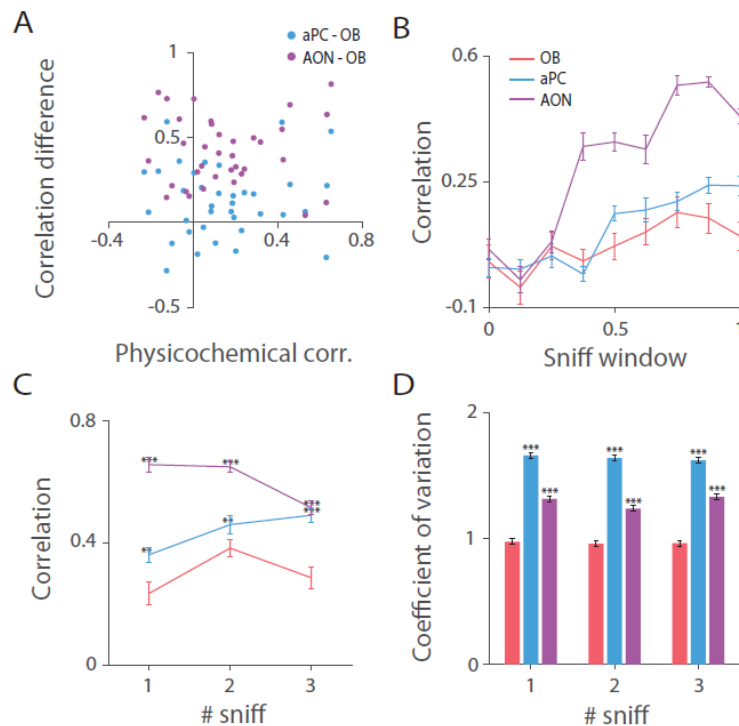 A
aPC - OB
AON - OB
Correlation difference
1
0.5
-0.5
-0.4
0.4
0.8
Physicochemical corr.
B
OB
aPC
AON
Correlation
0.6
0.25
-0.1
0
0.5
1
Sniff window
C
Correlation
0.8
0.4
0
***
***
***
**
**
***
1
2
3
# sniff
D
Coefficient of variation
2
1
0
***
***
***
***
***
***
1
2
3
# sniff